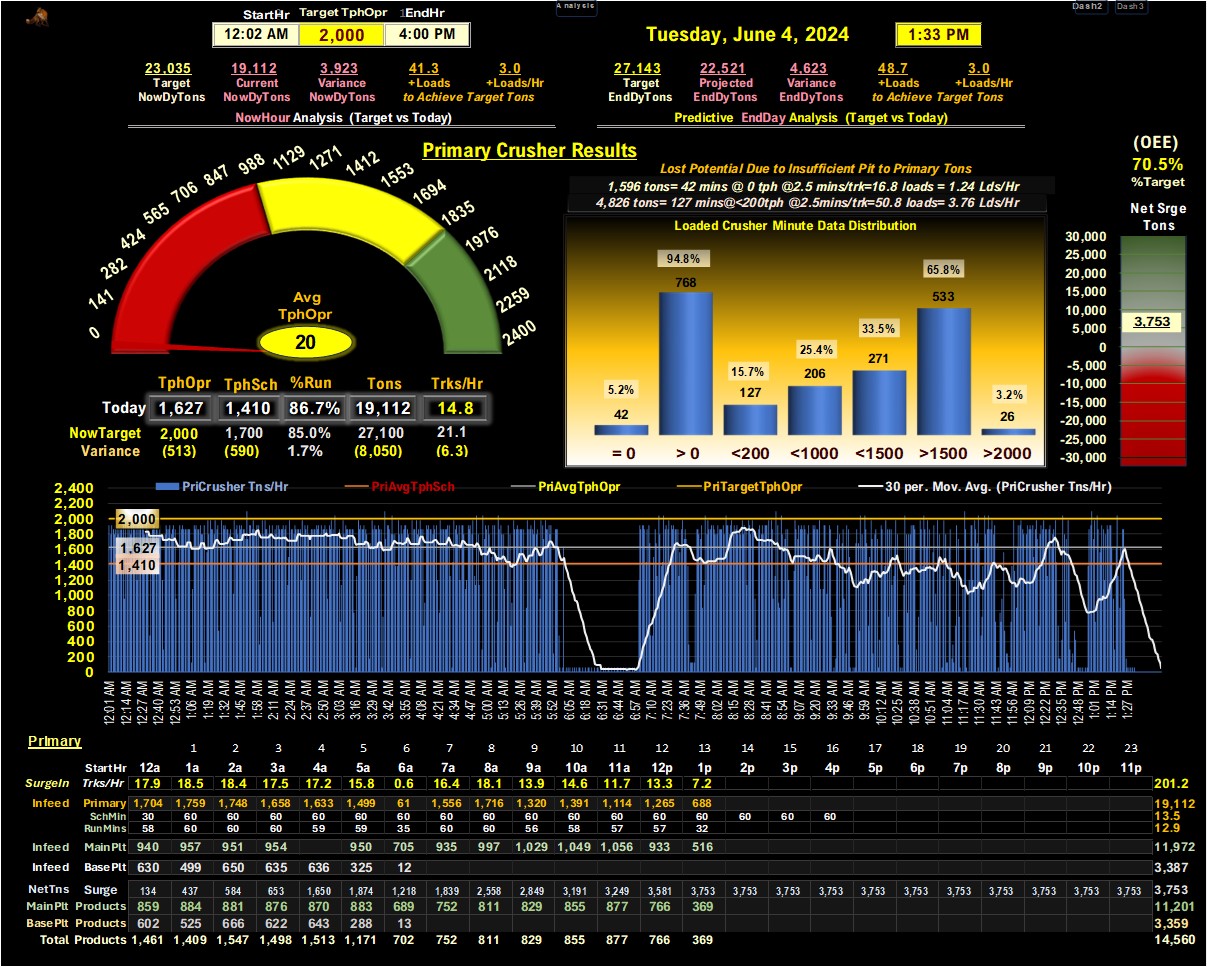 Analysis
Dash2 Dash3
StartHr Target TphOpr 1EndHr
12:02 AM 2,000 4:00 PM
Tuesday, June 4, 2024 1:33 PM
23,035 19,112 3,923 41.3 3.0
Target Current Variance +Loads +Loads/Hr
NowDyTons NowDyTons NowDyTons to Achieve Target Tons
NowHour Analysis (Target vs Today)
27,143 22,521 4,623 48.7 3.0
Target Projected Variance +Loads +Loads/Hr
EndDyTons EndDyTons EndDyTons to Achieve Target Tons
Predictive EndDay Analysis (Target vs Today)
Primary Crusher Results
0 141 282 424 565 706 847 988 1129 1271 1412 1553 1694 1835 1976 2118 2259 2400
Avg
TphOpr
20
TphOpr TphSch %Run Tons Trks/Hr
Today 1,627 1,410 86.7% 19,112 14.8
NowTarget 2,000 1,700 85.0% 27,100 21.1
Variance (513) (590) 1.7% (8,050) (6.3)
Lost Potential Due to Insufficient Pit to Primary Tons
1,596 tons= 42 mins @ 0 tph @2.5 mins/trk=16.8 loads = 1.24 Lds/Hr
4,826 tons= 127 mins@<200tph @2.5mins/trk=50.8 loads= 3.76 Lds/Hr
Loaded Crusher Minute Data Distribution
5.2% 94.8% 15.7% 25.4% 33.5% 65.8% 3.2%
42 768 127 206 271 533 26
= 0 > 0 <200 <1000 <1500 >1500 >2000
(OEE)
70.5%
%Target
Net Srge
Tons
30,000
25,000
20,000
15,000
10,000
5,000
0
-5,000
-10,000
-15,000
-20,000
-25,000
-30,000
3,753
PriCrusher Tns/Hr PriAvgTphSch PriAvgTphOpr PriTargetTphOpr 30 per. Mov. Avg. (PriCrusher Tns/Hr)
2,400
2,200
2,000
1,800
1,600
1,400
1,200
1,000
800
600
400
200
0
2,000
1,627
1,410
12:01 AM 12:14 AM 12:27 AM 12:40 AM 12:53 AM 1:06 AM 1:19 AM 1:32 AM 1:45 AM 1:58 AM 2:11 AM 2:24 AM 2:37 AM 2:50 AM 3:03 AM 3:16 AM 3:29 AM 3:42 AM 3:55 AM 4:08 AM 4:21 AM 4:34 AM 4:47 AM 5:00 AM 5:13 AM 5:26 AM 5:39 AM 5:52 AM 6:05 AM 6:18 AM 6:31 AM 6:44 AM 6:57 AM 7:10 AM 7:23 AM 7:36 AM 7:49 AM 8:02 AM 8:15 AM 8:28 AM 8:41 AM 8:54 AM 9:07 AM 9:20 AM 9:33 AM 9:46 AM 9:59 AM 10:12 AM 10:25 AM 10:38 AM 10:51 AM 11:04 AM 11:17 AM 11:30 AM 11:43 AM 11:56 AM 12:09 PM 12:22 PM 12:35 PM 12:48 PM 1:01 PM 1:14 PM 1:27 PM
Primary
1 2 3 4 5 6 7 8 9 10 11 12 13 14 15 16 17 18 19 20 21 22 23
StartHr 12a 1a 2a 3a 4a 5a 6a 7a 8a 9a 10a 11a 12p 1p 2p 3p 4p 5p 6p 7p 8p 9p 10p 11p
SurgeIn Trks/Hr 17.9 18.5 18.4 17.5 17.2 15.8 0.6 16.4 18.1 13.9 14.6 11.7 13.3 7.2 201.2
Infeed Primary 1,704 1,759 1,748 1,658 1,633 1,499 61 1,556 1,716 1,320 1,391 1,114 1,265 688 19,112
SchMin 30 60 60 60 60 60 60 60 60 60 60 60 60 60 60 60 60 13.5
RunMins 58 60 60 60 59 59 35 60 60 56 58 57 57 32 12.9
Infeed MainPlt 940 957 951 954 950 705 935 997 1,029 1,049 1,056 933 516 11,972
Infeed BasePlt 630 499 650 635 636 325 12 3,387
NetTns Surge 134 437 584 653 1,650 1,874 1,218 1,839 2,558 2,849 3,191 3,249 3,581 3,753 3,753 3,753 3,753 3,753 3,753 3,753 3,753 3,753 3,753 3,753 3,753
MainPlt Products 859 884 881 876 870 883 689 752 811 829 855 877 766 369 11,201
BasePlt Products 602 525 666 622 643 288 13 3,359
Total Products 1,461 1,409 1,547 1,498 1,513 1,171 702 752 811 829 855 877 766 369 14,560